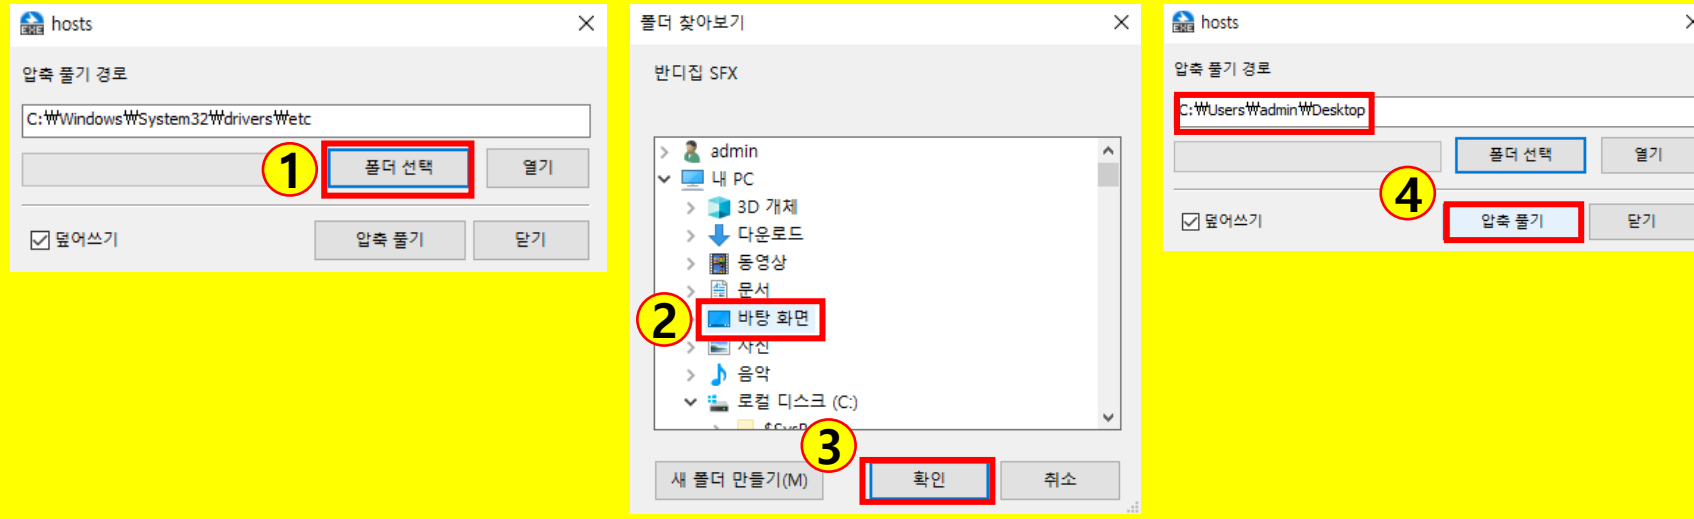 hosts
압축 풀기 경로
C:₩Windows₩System32₩drivers₩etc
1
폴더 선택
열기
덮어쓰기
압축 풀기
닫기
폴더 찾아보기
반디집 SFX
admin
내 PC
3D 개체
다운로드
동영상
문서
2
바탕 화면
사진
음악
로컬 디스크 (C:)
3
새 폴더 만들기(M)
확인
취소
hosts
압축 풀기 경로
C:₩Users₩admin₩Desktop
폴더 선택
열기
4
덮어쓰기
압축 풀기
닫기